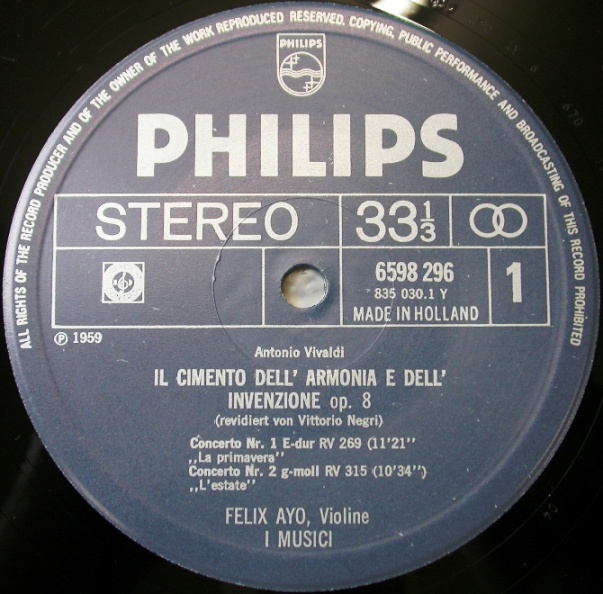 ALL RIGHTS OF THE RECORD PRODUCER AND OF THE OWNER OF THE WORK REPRODUCED RESERVED. COPYING, PUBLIC PERFORMANCE AND BROADCASTING OF THIS RECORD PROHIBITED
PHILIPS
PHILIPS
STEREO 33 1/3
6598 296 1
835 030.1 Y
MADE IN HOLLAND
℗ 1959
Antonio Vivaldi
IL CIMENTO DELL' ARMONIA E DELL'
INVENZIONE op. 8
(revidiert von Vittorio Negri)
Concerto Nr. 1 E-dur RV 269 (11'21'')
,,La primavera''
Concerto Nr. 2 g-moll RV 315 (10'34'')
,,L'estate''
FELIX AYO, Violine
I MUSICI